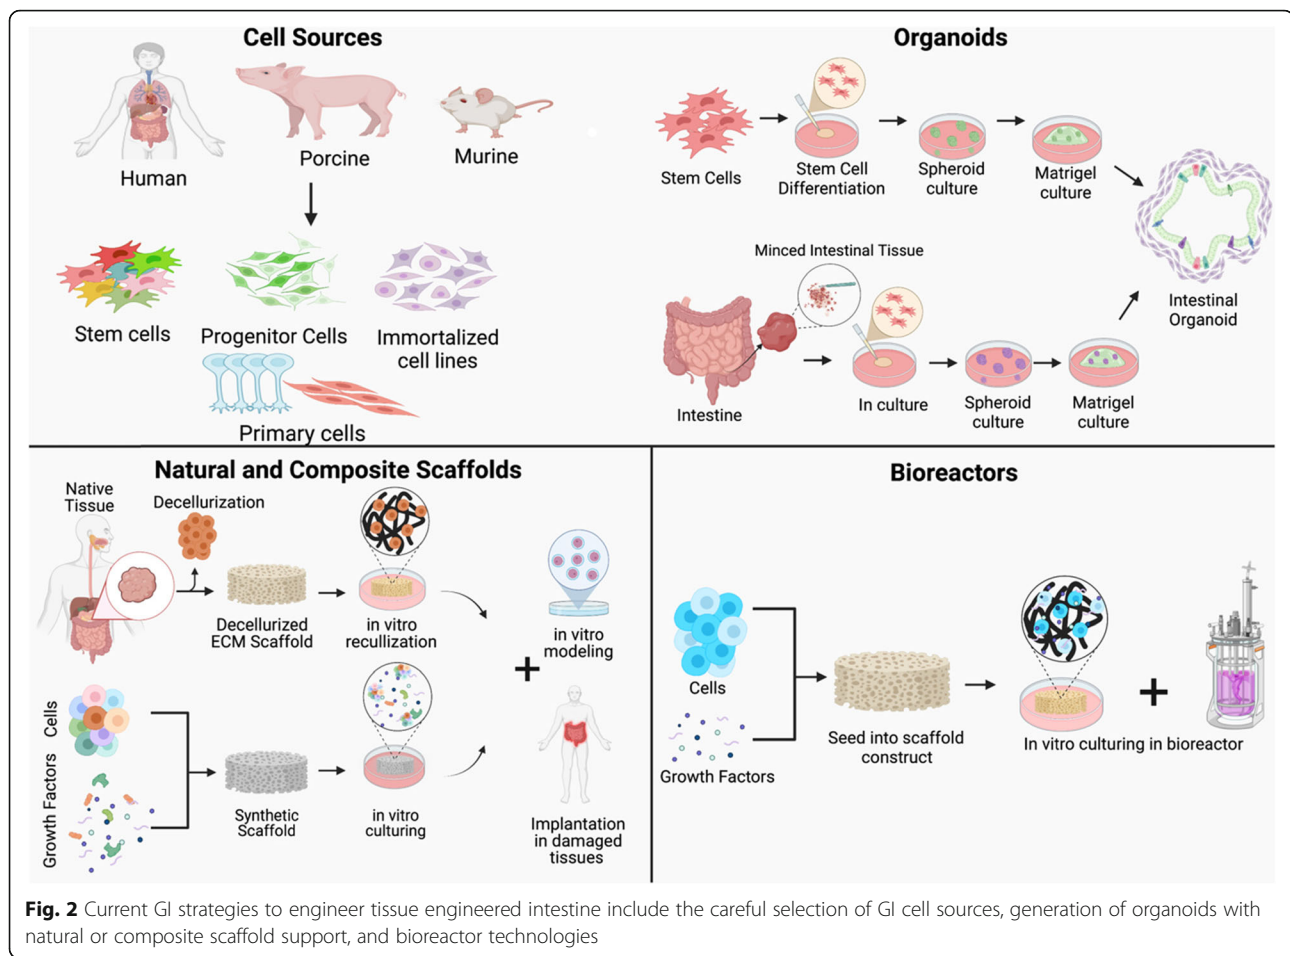 Cell Sources
Human
Porcine
Murine
Stem cells
Progenitor Cells
Immortalized
cell lines
Primary cells
Organoids
Stem Cells
Stem Cell
Differentiation
Spheroid
culture
Matrigel
culture
Minced Intestinal Tissue
Intestine
In culture
Spheroid
culture
Matrigel
culture
Intestinal
Organoid
Natural and Composite Scaffolds
Native
Tissue
Decellurization
Decellurized
ECM Scaffold
in vitro
recullization
Cells
Growth Factors
Synthetic
Scaffold
in vitro
culturing
+
in vitro
modeling
Implantation
in damaged
tissues
Bioreactors
Cells
Growth Factors
Seed into scaffold
construct
+
In vitro culturing in bioreactor
Fig. 2 Current GI strategies to engineer tissue engineered intestine include the careful selection of GI cell sources, generation of organoids with
natural or composite scaffold support, and bioreactor technologies